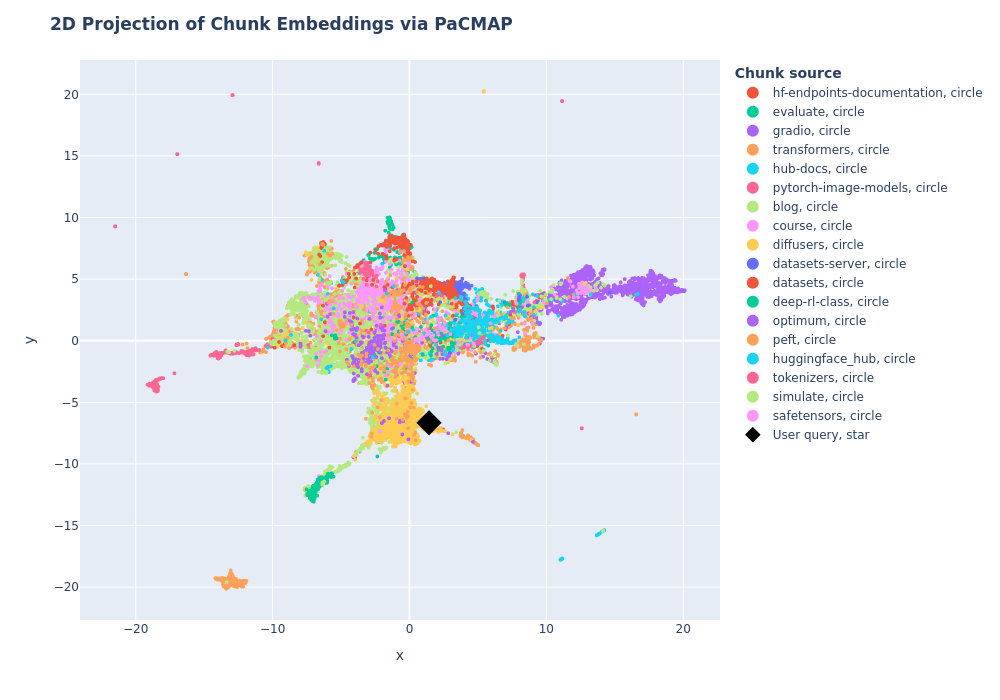 2D Projection of Chunk Embeddings via PaCMAP
Chunk source
hf-endpoints-documentation, circle
evaluate, circle
gradio, circle
transformers, circle
hub-docs, circle
pytorch-image-models, circle
blog, circle
course, circle
diffusers, circle
datasets-server, circle
datasets, circle
deep-rl-class, circle
optimum, circle
peft, circle
huggingface_hub, circle
tokenizers, circle
simulate, circle
safetensors, circle
User query, star
20
15
10
5
0
−5
−10
−15
−20
y
−20
−10
0
10
20
x